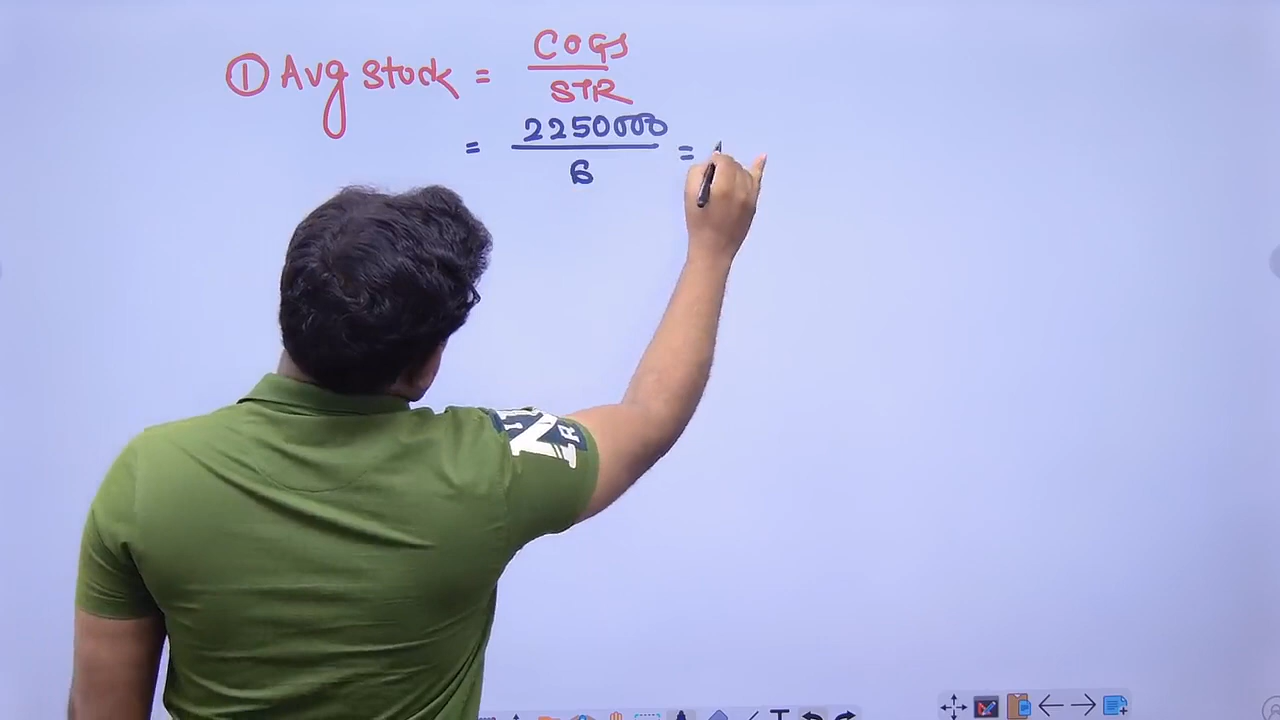 ① Avg stock = COGS / STR
= 2250000 / 6 =
N
R
T